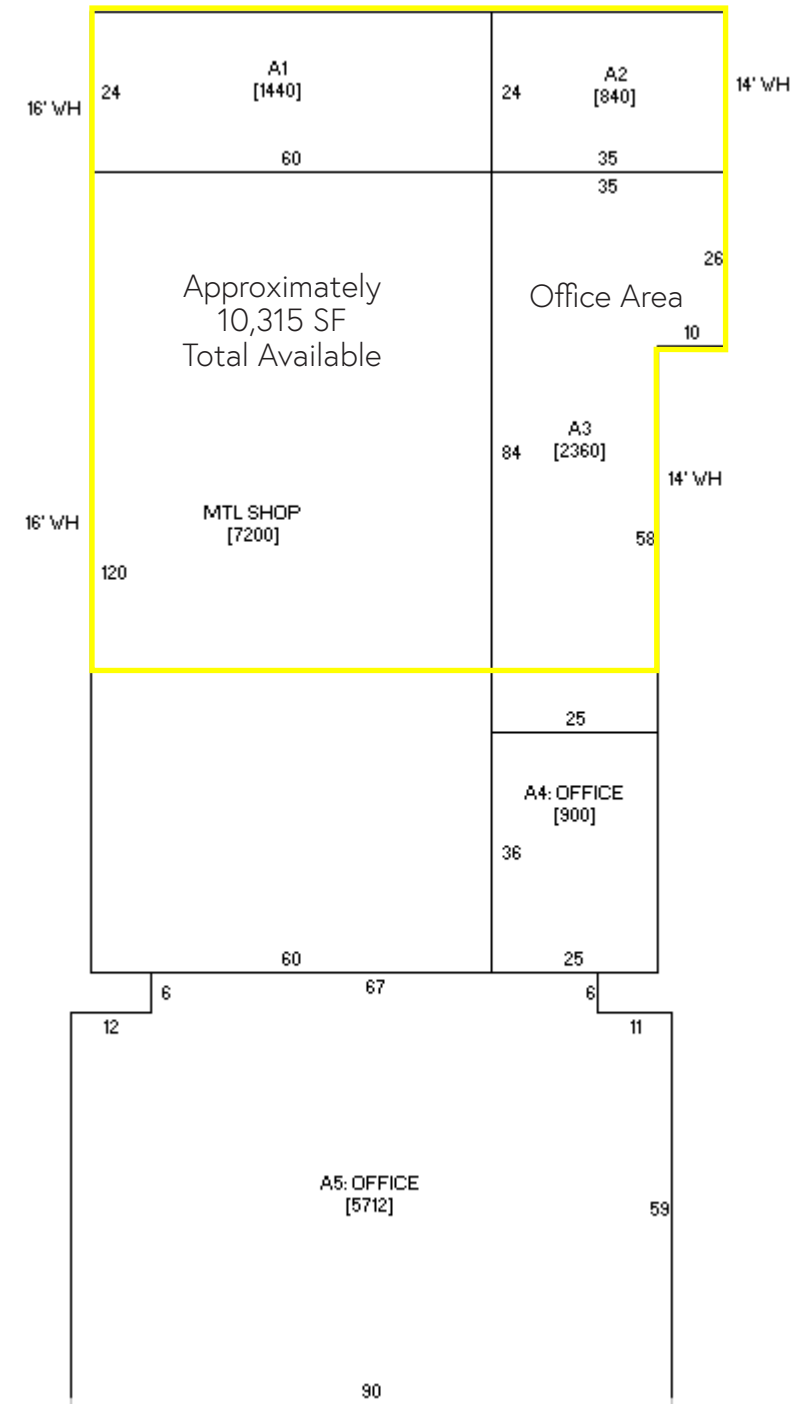 A1
[1440]
24
60
16' WH
A2
[840]
24
35
14' WH
35
26
Approximately
10,315 SF
Total Available
Office Area
10
A3
[2360]
84
14' WH
58
MTL SHOP
[7200]
16' WH
120
25
A4: OFFICE
[900]
36
60
25
67
6
6
12
11
A5: OFFICE
[5712]
59
90